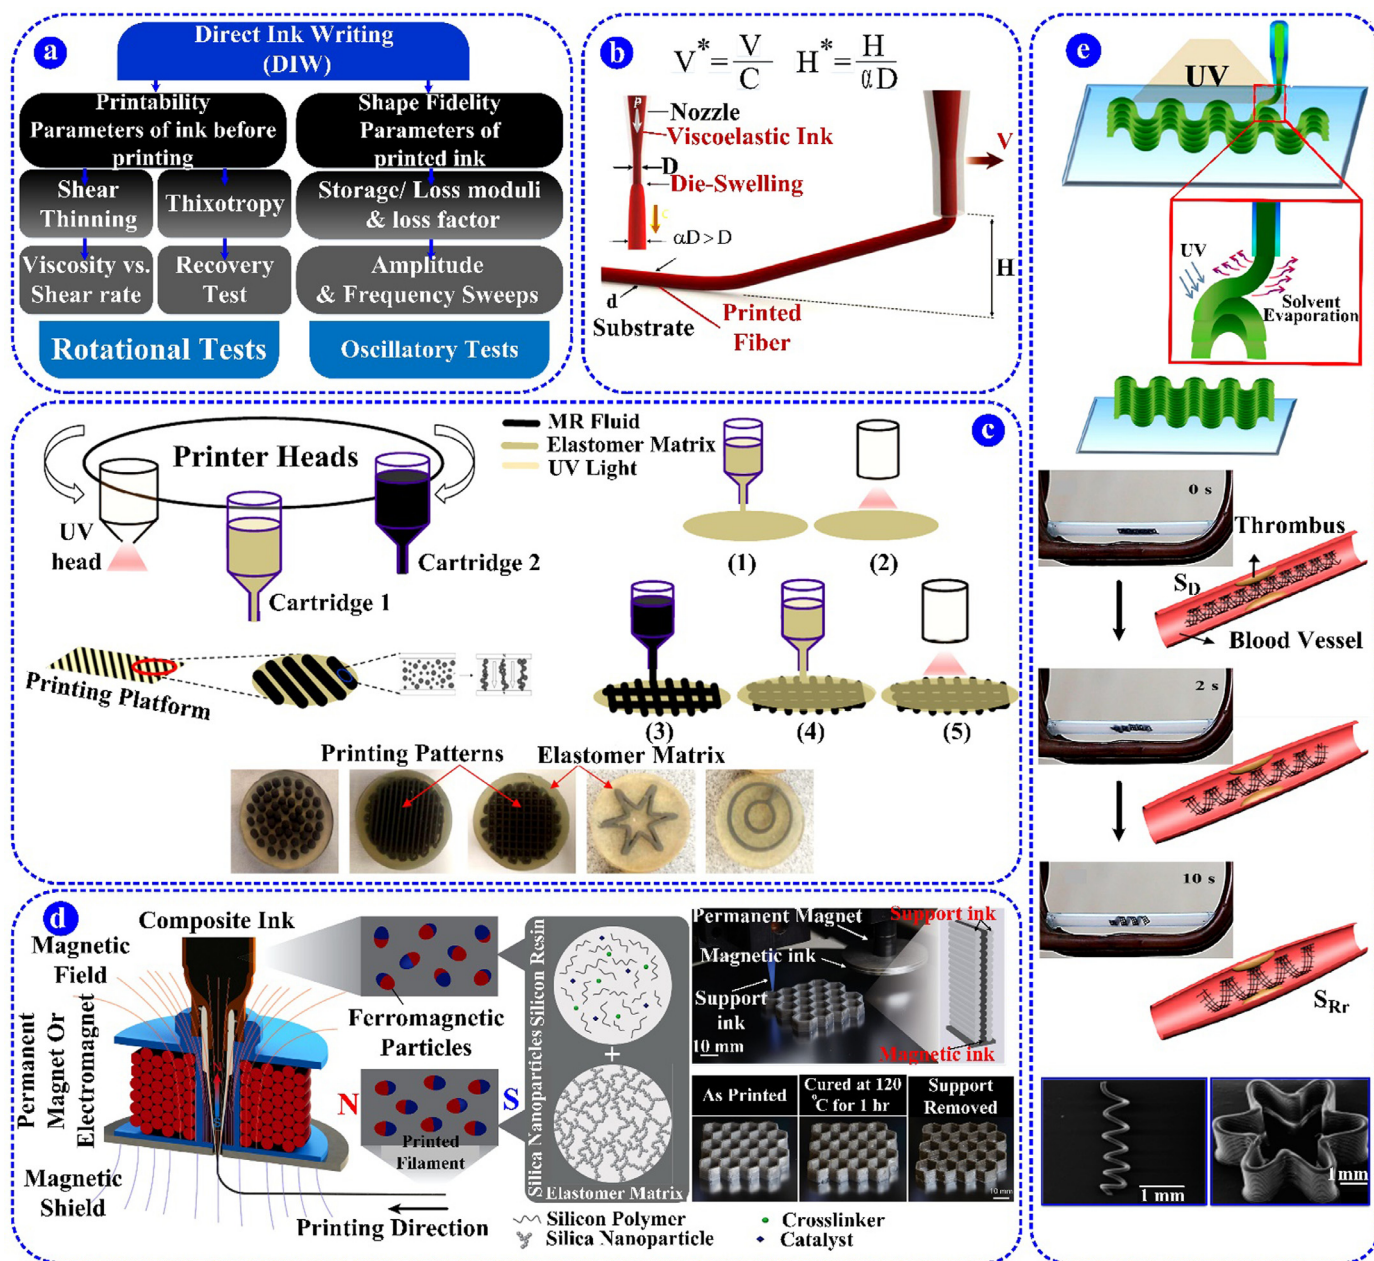 a
Direct Ink Writing
(DIW)
Printability
Parameters of ink before
printing
Shape Fidelity
Parameters of
printed ink
Shear
Thinning
Thixotropy
Storage/ Loss moduli
& loss factor
Viscosity vs.
Shear rate
Recovery
Test
Amplitude
& Frequency Sweeps
Rotational Tests
Oscillatory Tests
b
V* = V/C H* = H/αD
P
Nozzle
Viscoelastic Ink
D
Die-Swelling
C
αD > D
V
H
d
Substrate
Printed
Fiber
c
Printer Heads
UV
head
Cartridge 1
Cartridge 2
MR Fluid
Elastomer Matrix
UV Light
(1)
(2)
(3)
(4)
(5)
Printing Platform
Printing Patterns
Elastomer Matrix
d
Composite Ink
Magnetic
Field
Permanent
Magnet Or
Electromagnet
Magnetic
Shield
Printing Direction
Ferromagnetic
Particles
N
S
Printed
Filament
Silica Nanoparticles Silicon Resin
+
Elastomer Matrix
Silicon Polymer
Silica Nanoparticle
Crosslinker
Catalyst
Permanent Magnet
Magnetic ink
Support
ink
10 mm
Support ink
Magnetic ink
As Printed
Cured at 120
°C for 1 hr
Support
Removed
10 mm
e
UV
UV
Solvent
Evaporation
0 s
Thrombus
SD
Blood Vessel
2 s
10 s
SRr
1 mm
1 mm